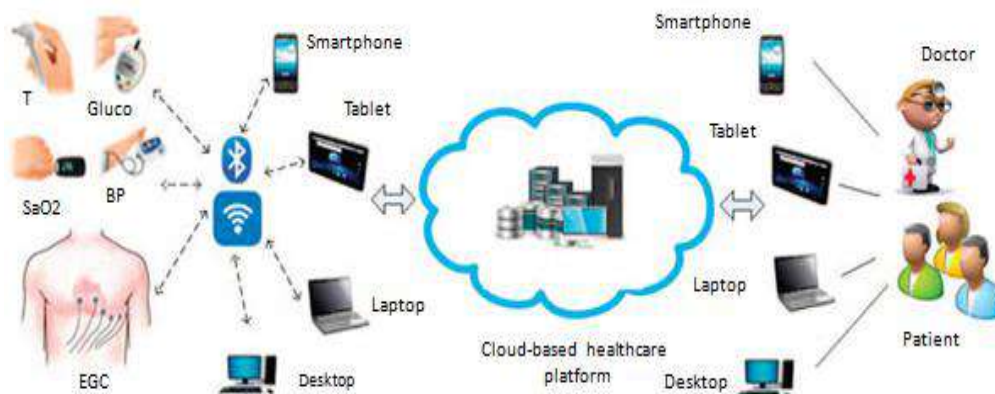 Smartphone
T
Gluco
Tablet
SaO2
BP
Laptop
EGC
Desktop
Cloud-based healthcare
platform
Smartphone
Doctor
Tablet
Laptop
Patient
Desktop